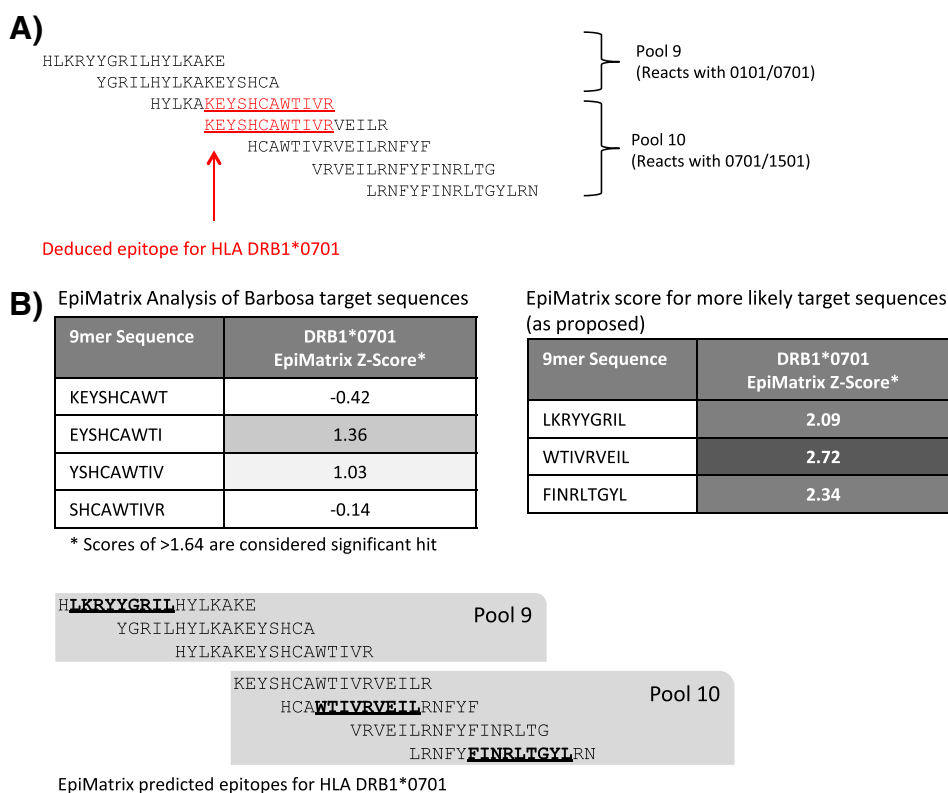 A)
HLKRYYGRILHYLKAKE
YGRILHYLKAKEYSHCA
HYLKAKEYSHCAWTIVR
KEYSHCAWTIVRVEILR
HCAWTIVRVEILRNFYF
VRVEILRNFYFINRLTG
LRNFYFINRLTGYLRN
Pool 9
(Reacts with 0101/0701)
Pool 10
(Reacts with 0701/1501)
Deduced epitope for HLA DRB1*0701
B)
EpiMatrix Analysis of Barbosa target sequences
9mer Sequence DRB1*0701
EpiMatrix Z-Score*
KEYSHCAWT -0.42
EYSHCAWTI 1.36
YSHCAWTIV 1.03
SHCAWTIVR -0.14
* Scores of >1.64 are considered significant hit
EpiMatrix score for more likely target sequences
(as proposed)
9mer Sequence DRB1*0701
EpiMatrix Z-Score*
LKRYYGRIL 2.09
WTIVRVEIL 2.72
FINRLTGYL 2.34
HLKRYYGRILHYLKAKE
YGRILHYLKAKEYSHCA
HYLKAKEYSHCAWTIVR
Pool 9
KEYSHCAWTIVRVEILR
HCAWTIVRVEILRNFYF
VRVEILRNFYFINRLTG
LRNFYFINRLTGYLRN
Pool 10
EpiMatrix predicted epitopes for HLA DRB1*0701